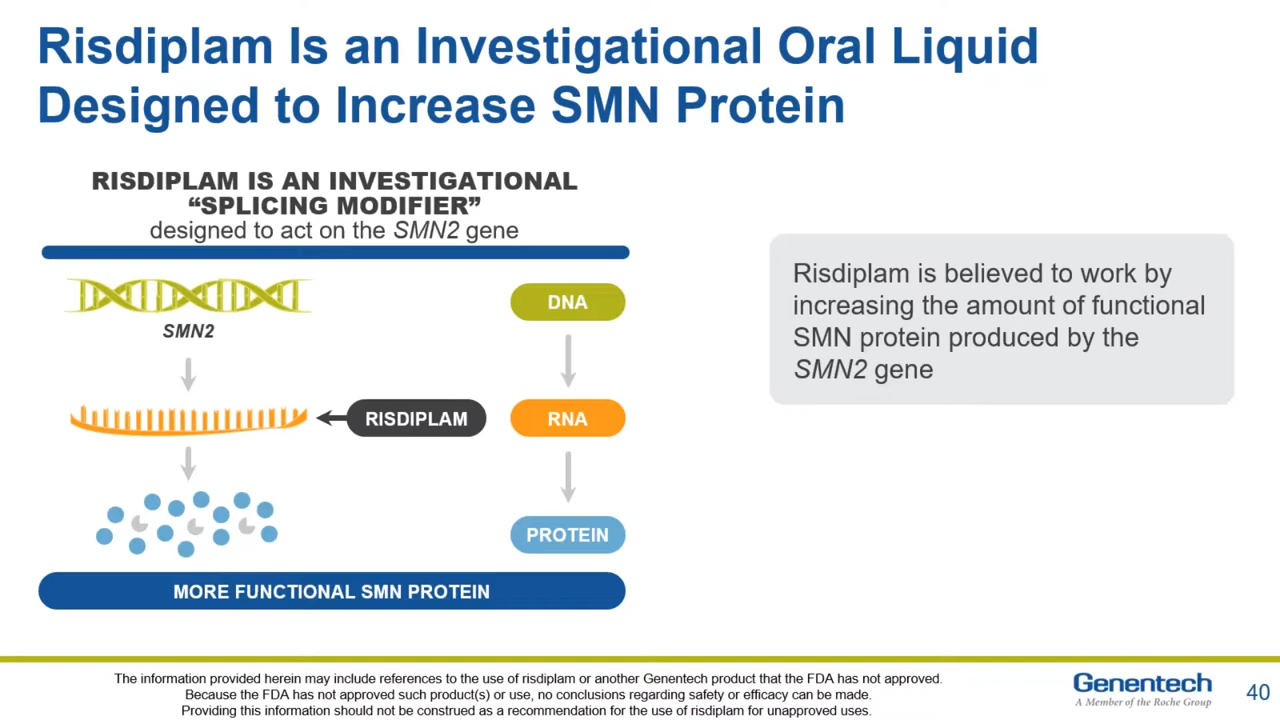 Risdiplam Is an Investigational Oral Liquid
Designed to Increase SMN Protein
RISDIPLAM IS AN INVESTIGATIONAL
“SPLICING MODIFIER”
designed to act on the SMN2 gene
SMN2
DNA
RISDIPLAM
RNA
PROTEIN
MORE FUNCTIONAL SMN PROTEIN
Risdiplam is believed to work by
increasing the amount of functional
SMN protein produced by the
SMN2 gene
The information provided herein may include references to the use of risdiplam or another Genentech product that the FDA has not approved.
Because the FDA has not approved such product(s) or use, no conclusions regarding safety or efficacy can be made.
Providing this information should not be construed as a recommendation for the use of risdiplam for unapproved uses.
Genentech
A Member of the Roche Group
40